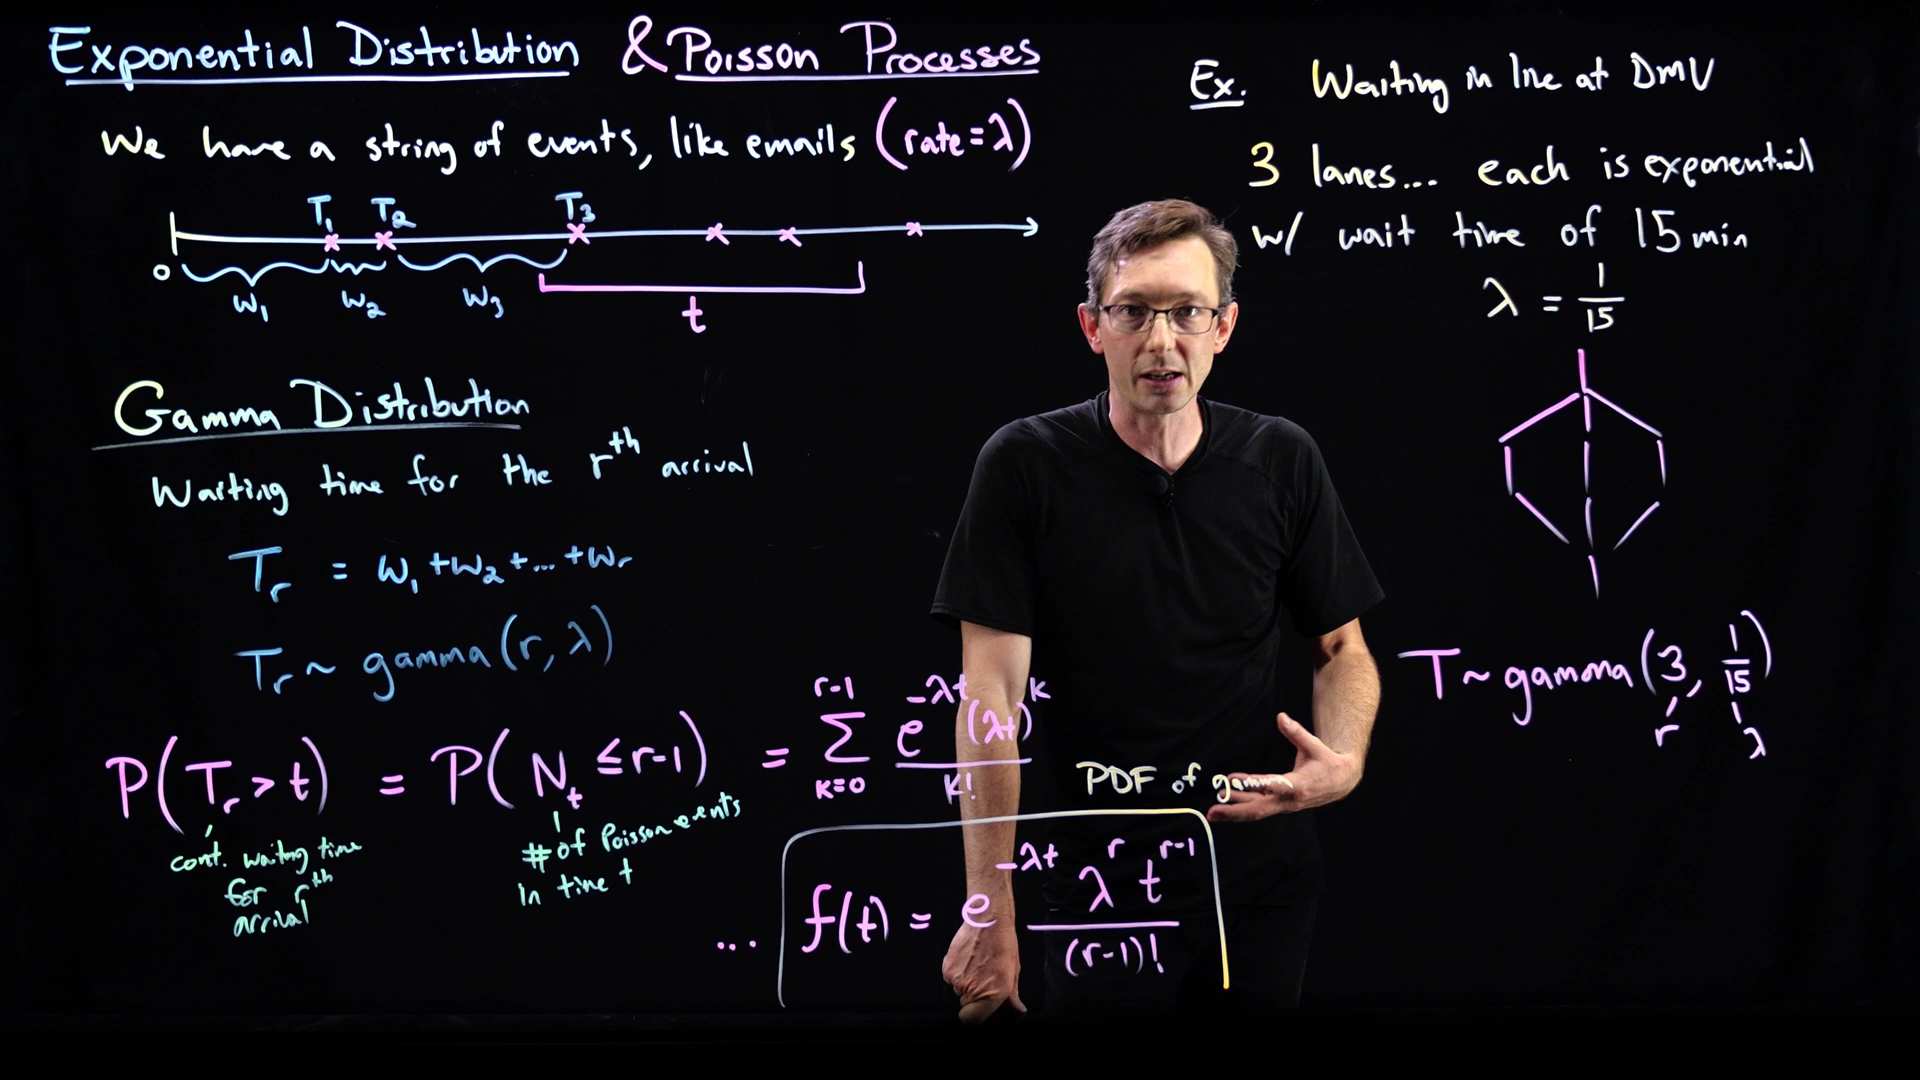 Exponential Distribution & Poisson Processes
We have a string of events, like emails (rate=λ)
T₁ T₂ T₃
0
W₁ W₂ W₃
t
Gamma Distribution
Waiting time for the rᵗʰ arrival
Tᵣ = W₁+W₂+...+Wᵣ
Tᵣ ~ gamma(r, λ)
P(Tᵣ > t) = P(Nₜ ≤ r-1) = Σ_{k=0}^{r-1} e^{-λt}(λt)^k / k!
cont. waiting time
for rᵗʰ
arrival
# of Poisson events
in time t
PDF of gamma
... f(t) = e^{-λt} λ^r t^{r-1} / (r-1)!
Ex. Waiting in line at DMV
3 lanes... each is exponential
w/ wait time of 15 min
λ = 1/15
T ~ gamma(3, 1/15)
r λ